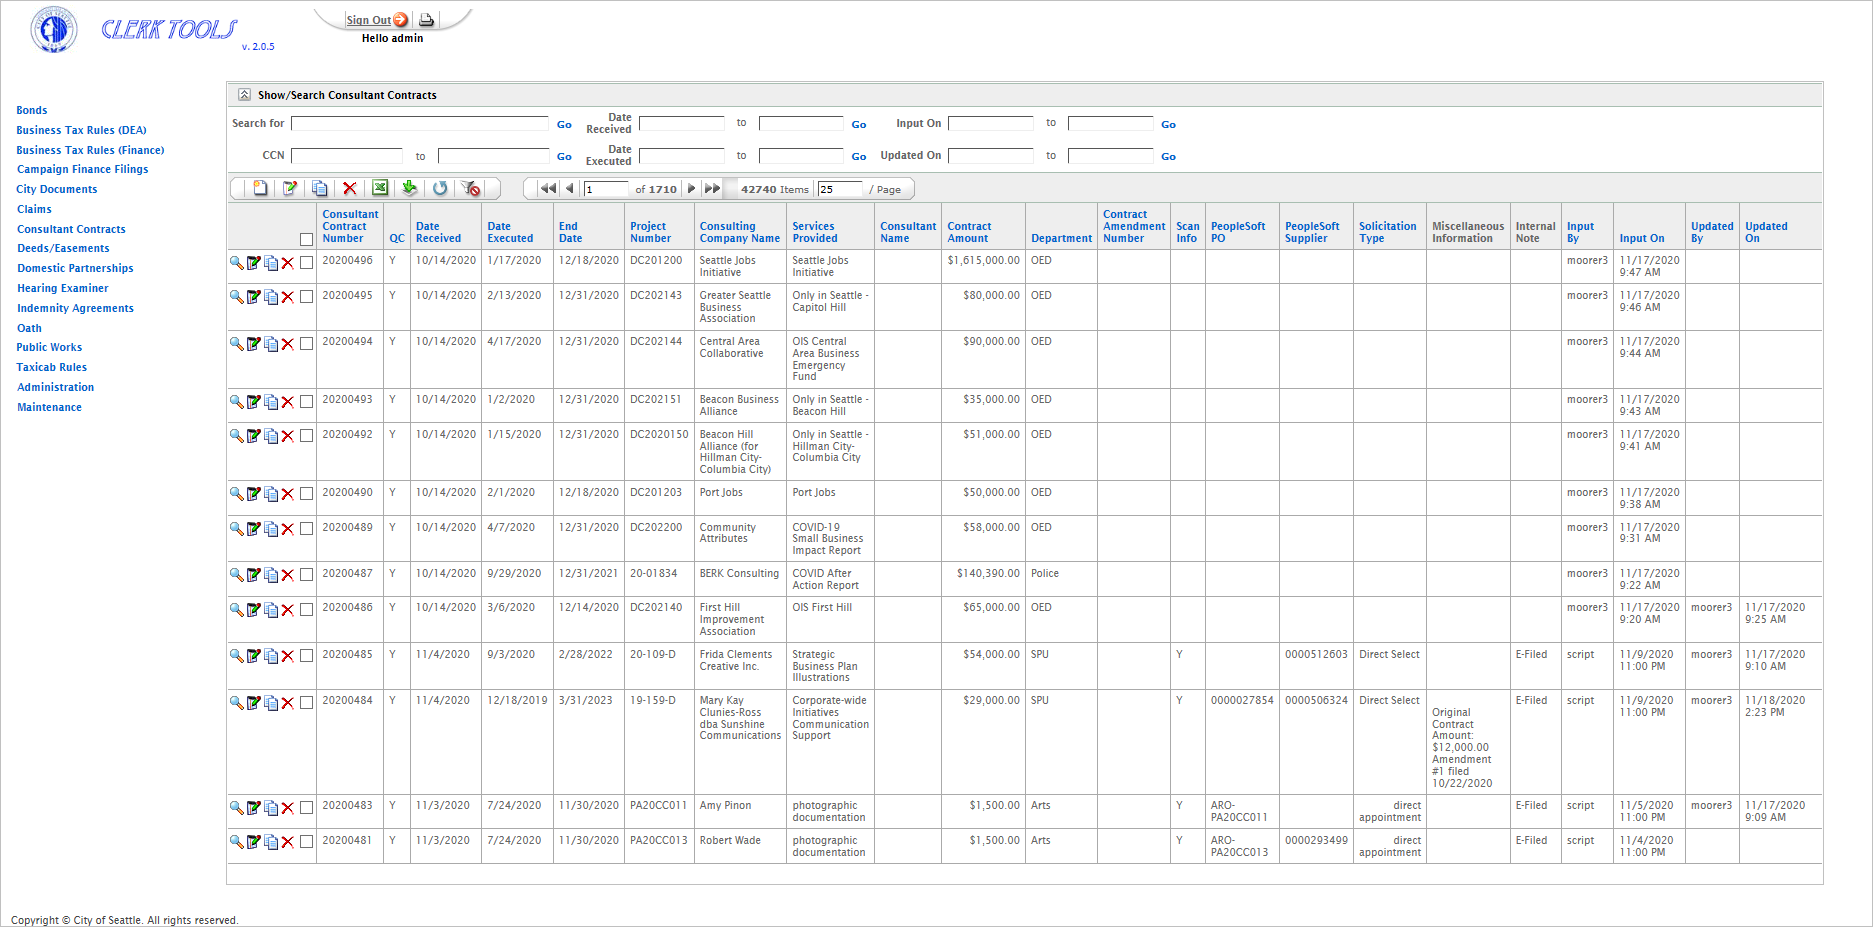 CLERK TOOLS
v. 2.0.5
Sign Out
Hello admin
Bonds
Business Tax Rules (DEA)
Business Tax Rules (Finance)
Campaign Finance Filings
City Documents
Claims
Consultant Contracts
Deeds/Easements
Domestic Partnerships
Hearing Examiner
Indemnity Agreements
Oath
Public Works
Taxicab Rules
Administration
Maintenance
Show/Search Consultant Contracts
Search for Go Date Received to Go Input On to Go
CCN to Go Date Executed to Go Updated On to Go
1 of 1710 42740 Items 25 / Page
Consultant Contract Number QC Date Received Date Executed End Date Project Number Consulting Company Name Services Provided Consultant Name Contract Amount Department Contract Amendment Number Scan Info PeopleSoft PO PeopleSoft Supplier Solicitation Type Miscellaneous Information Internal Note Input By Input On Updated By Updated On
20200496 Y 10/14/2020 1/17/2020 12/18/2020 DC201200 Seattle Jobs Initiative Seattle Jobs Initiative $1,615,000.00 OED moorer3 11/17/2020 9:47 AM
20200495 Y 10/14/2020 2/13/2020 12/31/2020 DC202143 Greater Seattle Business Association Only in Seattle - Capitol Hill $80,000.00 OED moorer3 11/17/2020 9:46 AM
20200494 Y 10/14/2020 4/17/2020 12/31/2020 DC202144 Central Area Collaborative OIS Central Area Business Emergency Fund $90,000.00 OED moorer3 11/17/2020 9:44 AM
20200493 Y 10/14/2020 1/2/2020 12/31/2020 DC202151 Beacon Business Alliance Only in Seattle - Beacon Hill $35,000.00 OED moorer3 11/17/2020 9:43 AM
20200492 Y 10/14/2020 1/15/2020 12/31/2020 DC2020150 Beacon Hill Alliance (for Hillman City- Columbia City) Only in Seattle - Hillman City- Columbia City $51,000.00 OED moorer3 11/17/2020 9:41 AM
20200490 Y 10/14/2020 2/1/2020 12/18/2020 DC201203 Port Jobs Port Jobs $50,000.00 OED moorer3 11/17/2020 9:38 AM
20200489 Y 10/14/2020 4/7/2020 12/31/2020 DC202200 Community Attributes COVID-19 Small Business Impact Report $58,000.00 OED moorer3 11/17/2020 9:31 AM
20200487 Y 10/14/2020 9/29/2020 12/31/2021 20-01834 BERK Consulting COVID After Action Report $140,390.00 Police moorer3 11/17/2020 9:22 AM
20200486 Y 10/14/2020 3/6/2020 12/14/2020 DC202140 First Hill Improvement Association OIS First Hill $65,000.00 OED moorer3 11/17/2020 9:20 AM moorer3 11/17/2020 9:25 AM
20200485 Y 11/4/2020 9/3/2020 2/28/2022 20-109-D Frida Clements Creative Inc. Strategic Business Plan Illustrations $54,000.00 SPU Y 0000512603 Direct Select E-Filed script 11/9/2020 11:00 PM moorer3 11/17/2020 9:10 AM
20200484 Y 11/4/2020 12/18/2019 3/31/2023 19-159-D Mary Kay Clunies-Ross dba Sunshine Communications Corporate-wide Initiatives Communication Support $29,000.00 SPU Y 0000027854 0000506324 Direct Select Original Contract Amount: $12,000.00 Amendment #1 filed 10/22/2020 E-Filed script 11/9/2020 11:00 PM moorer3 11/18/2020 2:23 PM
20200483 Y 11/3/2020 7/24/2020 11/30/2020 PA20CC011 Amy Pinon photographic documentation $1,500.00 Arts Y ARO-PA20CC011 direct appointment E-Filed script 11/5/2020 11:00 PM moorer3 11/17/2020 9:09 AM
20200481 Y 11/3/2020 7/24/2020 11/30/2020 PA20CC013 Robert Wade photographic documentation $1,500.00 Arts Y ARO-PA20CC013 0000293499 direct appointment E-Filed script 11/4/2020 11:00 PM
Copyright © City of Seattle. All rights reserved.